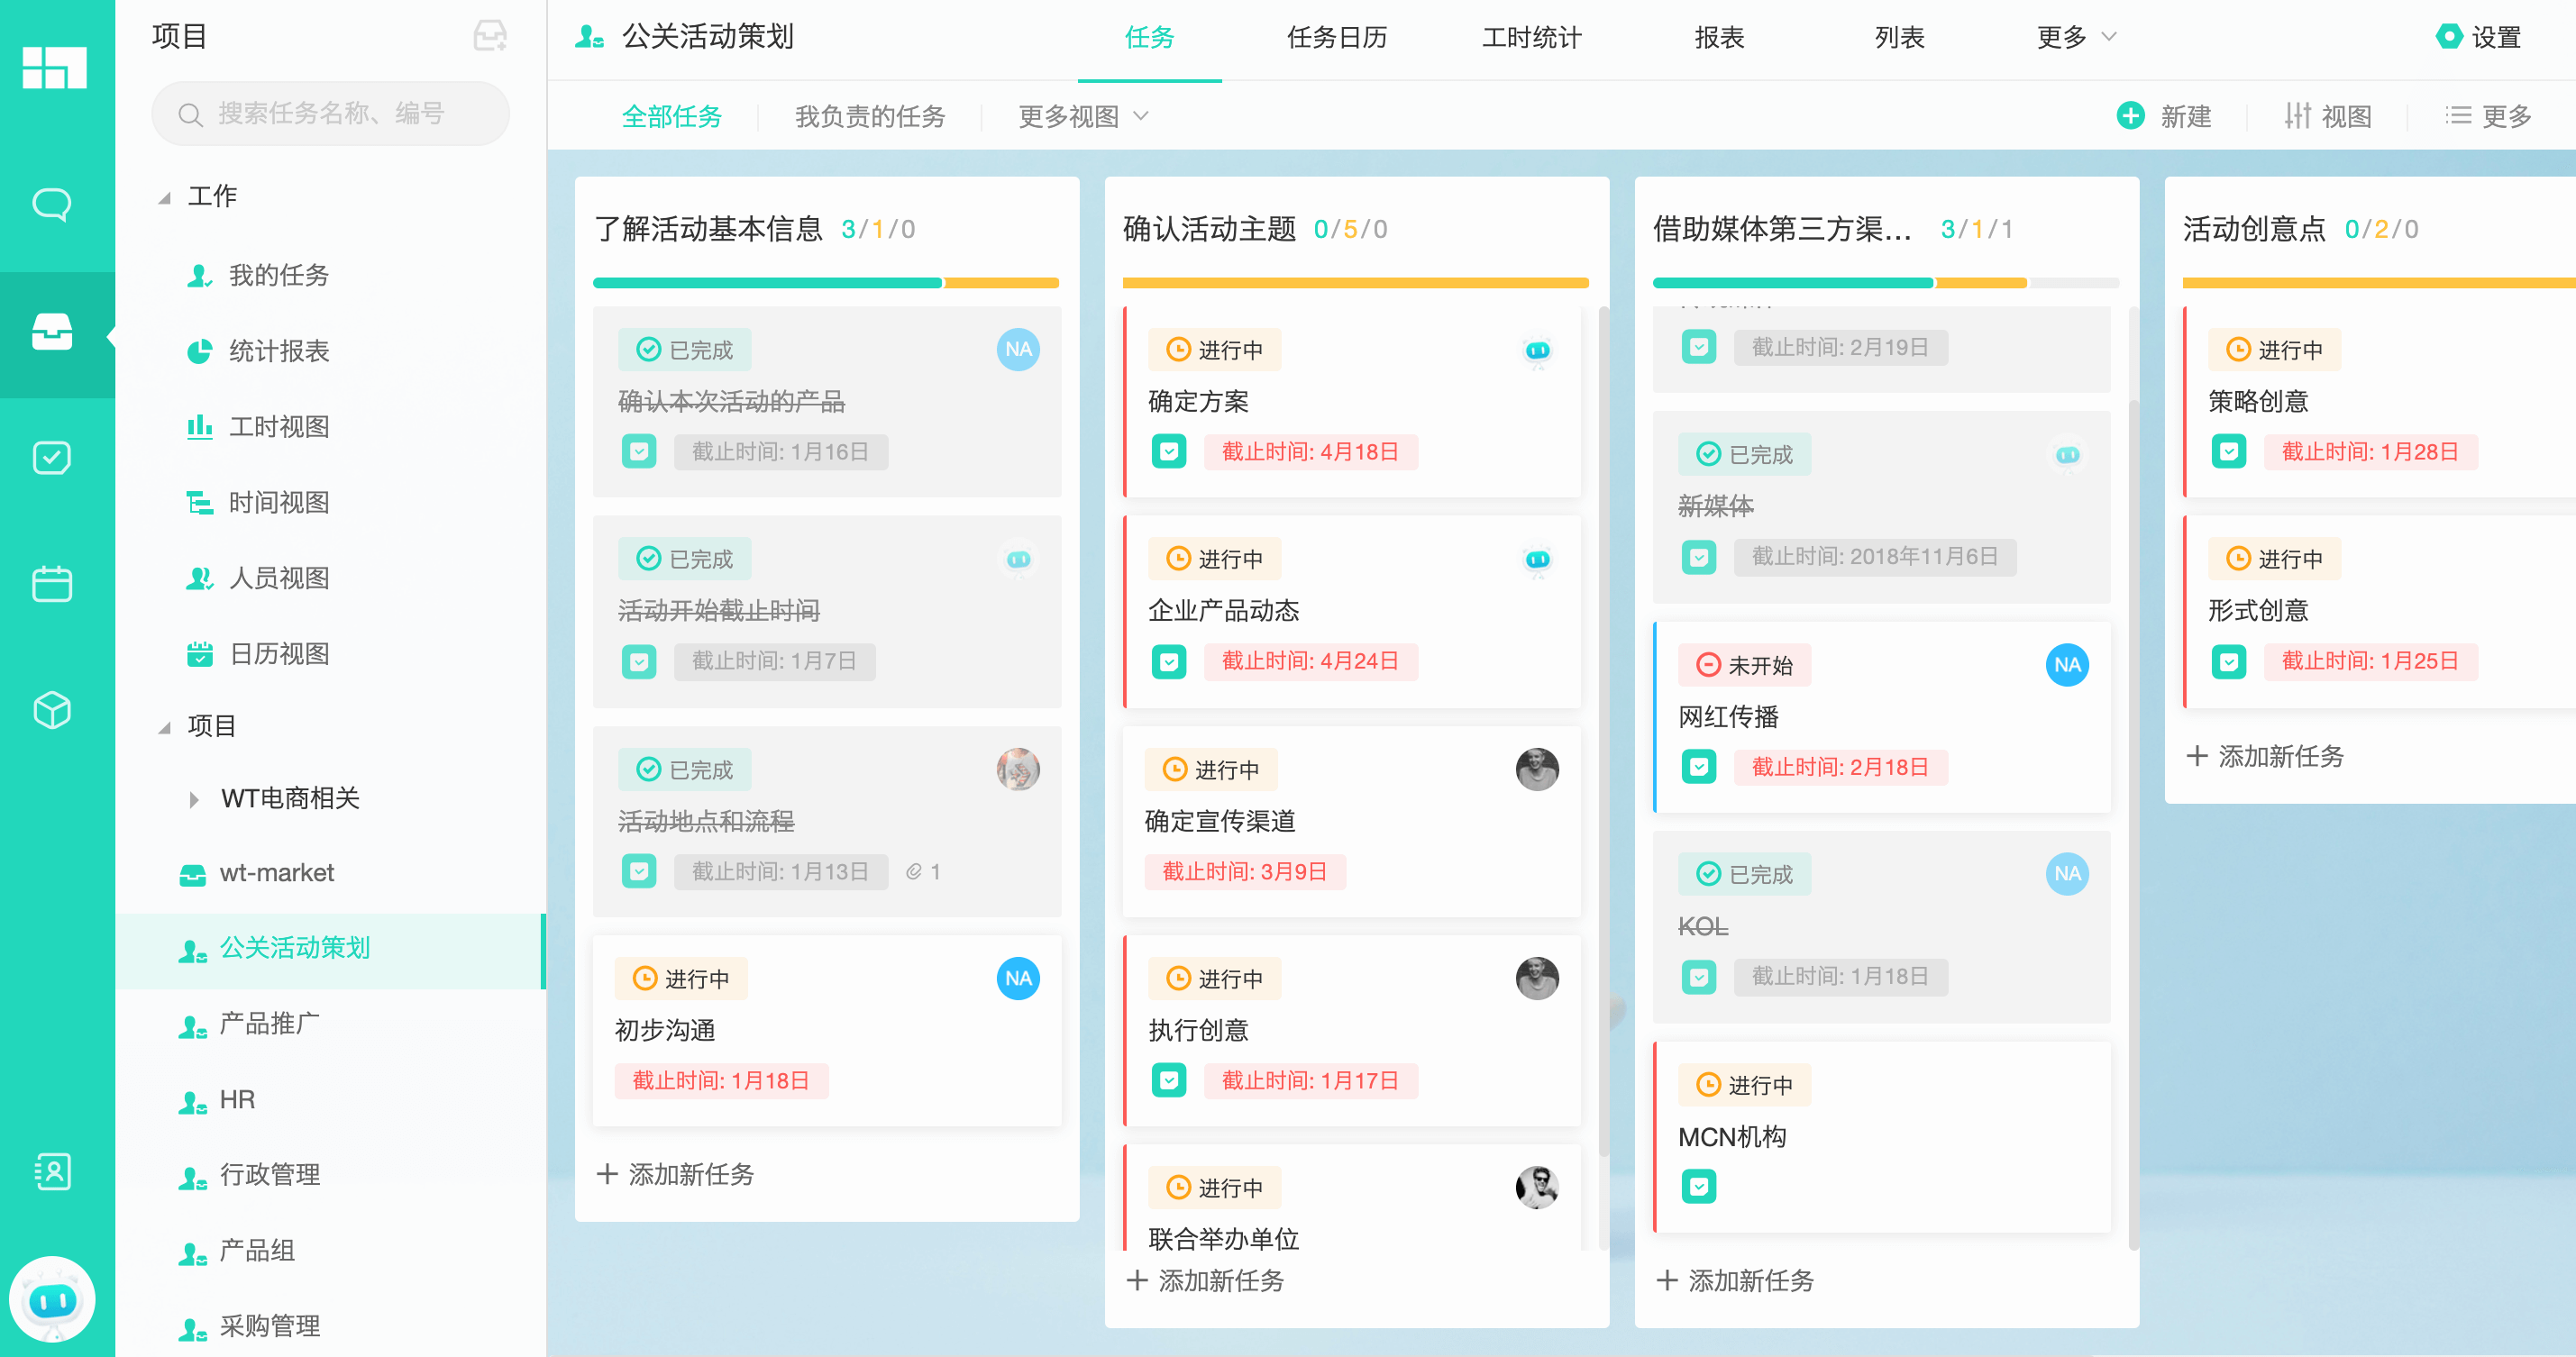 项目
搜索任务名称、编号
工作
我的任务
统计报表
工时视图
时间视图
人员视图
日历视图
项目
WT电商相关
wt-market
公关活动策划
产品推广
HR
行政管理
产品组
采购管理
公关活动策划
任务
任务日历
工时统计
报表
列表
更多
设置
全部任务
我负责的任务
更多视图
新建
视图
更多
了解活动基本信息 3/1/0
已完成
NA
确认本次活动的产品
截止时间: 1月16日
已完成
活动开始截止时间
截止时间: 1月7日
已完成
活动地点和流程
截止时间: 1月13日 1
进行中
NA
初步沟通
截止时间: 1月18日
添加新任务
确认活动主题 0/5/0
进行中
确定方案
截止时间: 4月18日
进行中
企业产品动态
截止时间: 4月24日
进行中
确定宣传渠道
截止时间: 3月9日
进行中
执行创意
截止时间: 1月17日
进行中
联合举办单位
添加新任务
借助媒体第三方渠... 3/1/1
截止时间: 2月19日
已完成
新媒体
截止时间: 2018年11月6日
未开始
NA
网红传播
截止时间: 2月18日
已完成
NA
KOL
截止时间: 1月18日
进行中
MCN机构
添加新任务
活动创意点 0/2/0
进行中
策略创意
截止时间: 1月28日
进行中
形式创意
截止时间: 1月25日
添加新任务